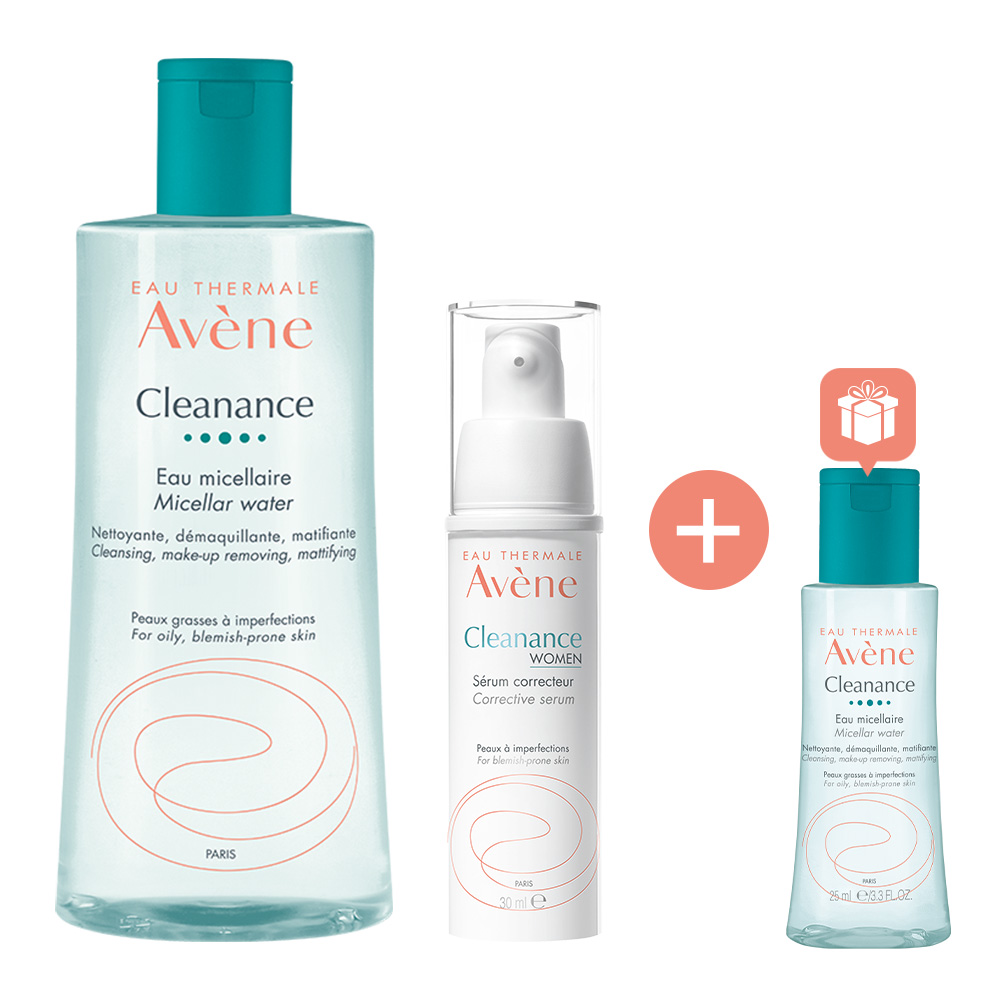 EAU THERMALE
Avène
Cleanance
Eau micellaire
Micellar water
Nettoyante, démaquillante, matifiante
Cleansing, make-up removing, mattifying
Peaux grasses à imperfections
For oily, blemish-prone skin
PARIS
EAU THERMALE
Avène
Cleanance
WOMEN
Sérum correcteur
Corrective serum
Peaux à imperfections
For blemish-prone skin
PARIS
30 ml ℮
+
EAU THERMALE
Avène
Cleanance
Eau micellaire
Micellar water
Nettoyante, démaquillante, matifiante
Cleansing, make-up removing, mattifying
Peaux grasses à imperfections
For oily, blemish-prone skin
PARIS
25 ml ℮/3.3 FL.OZ.